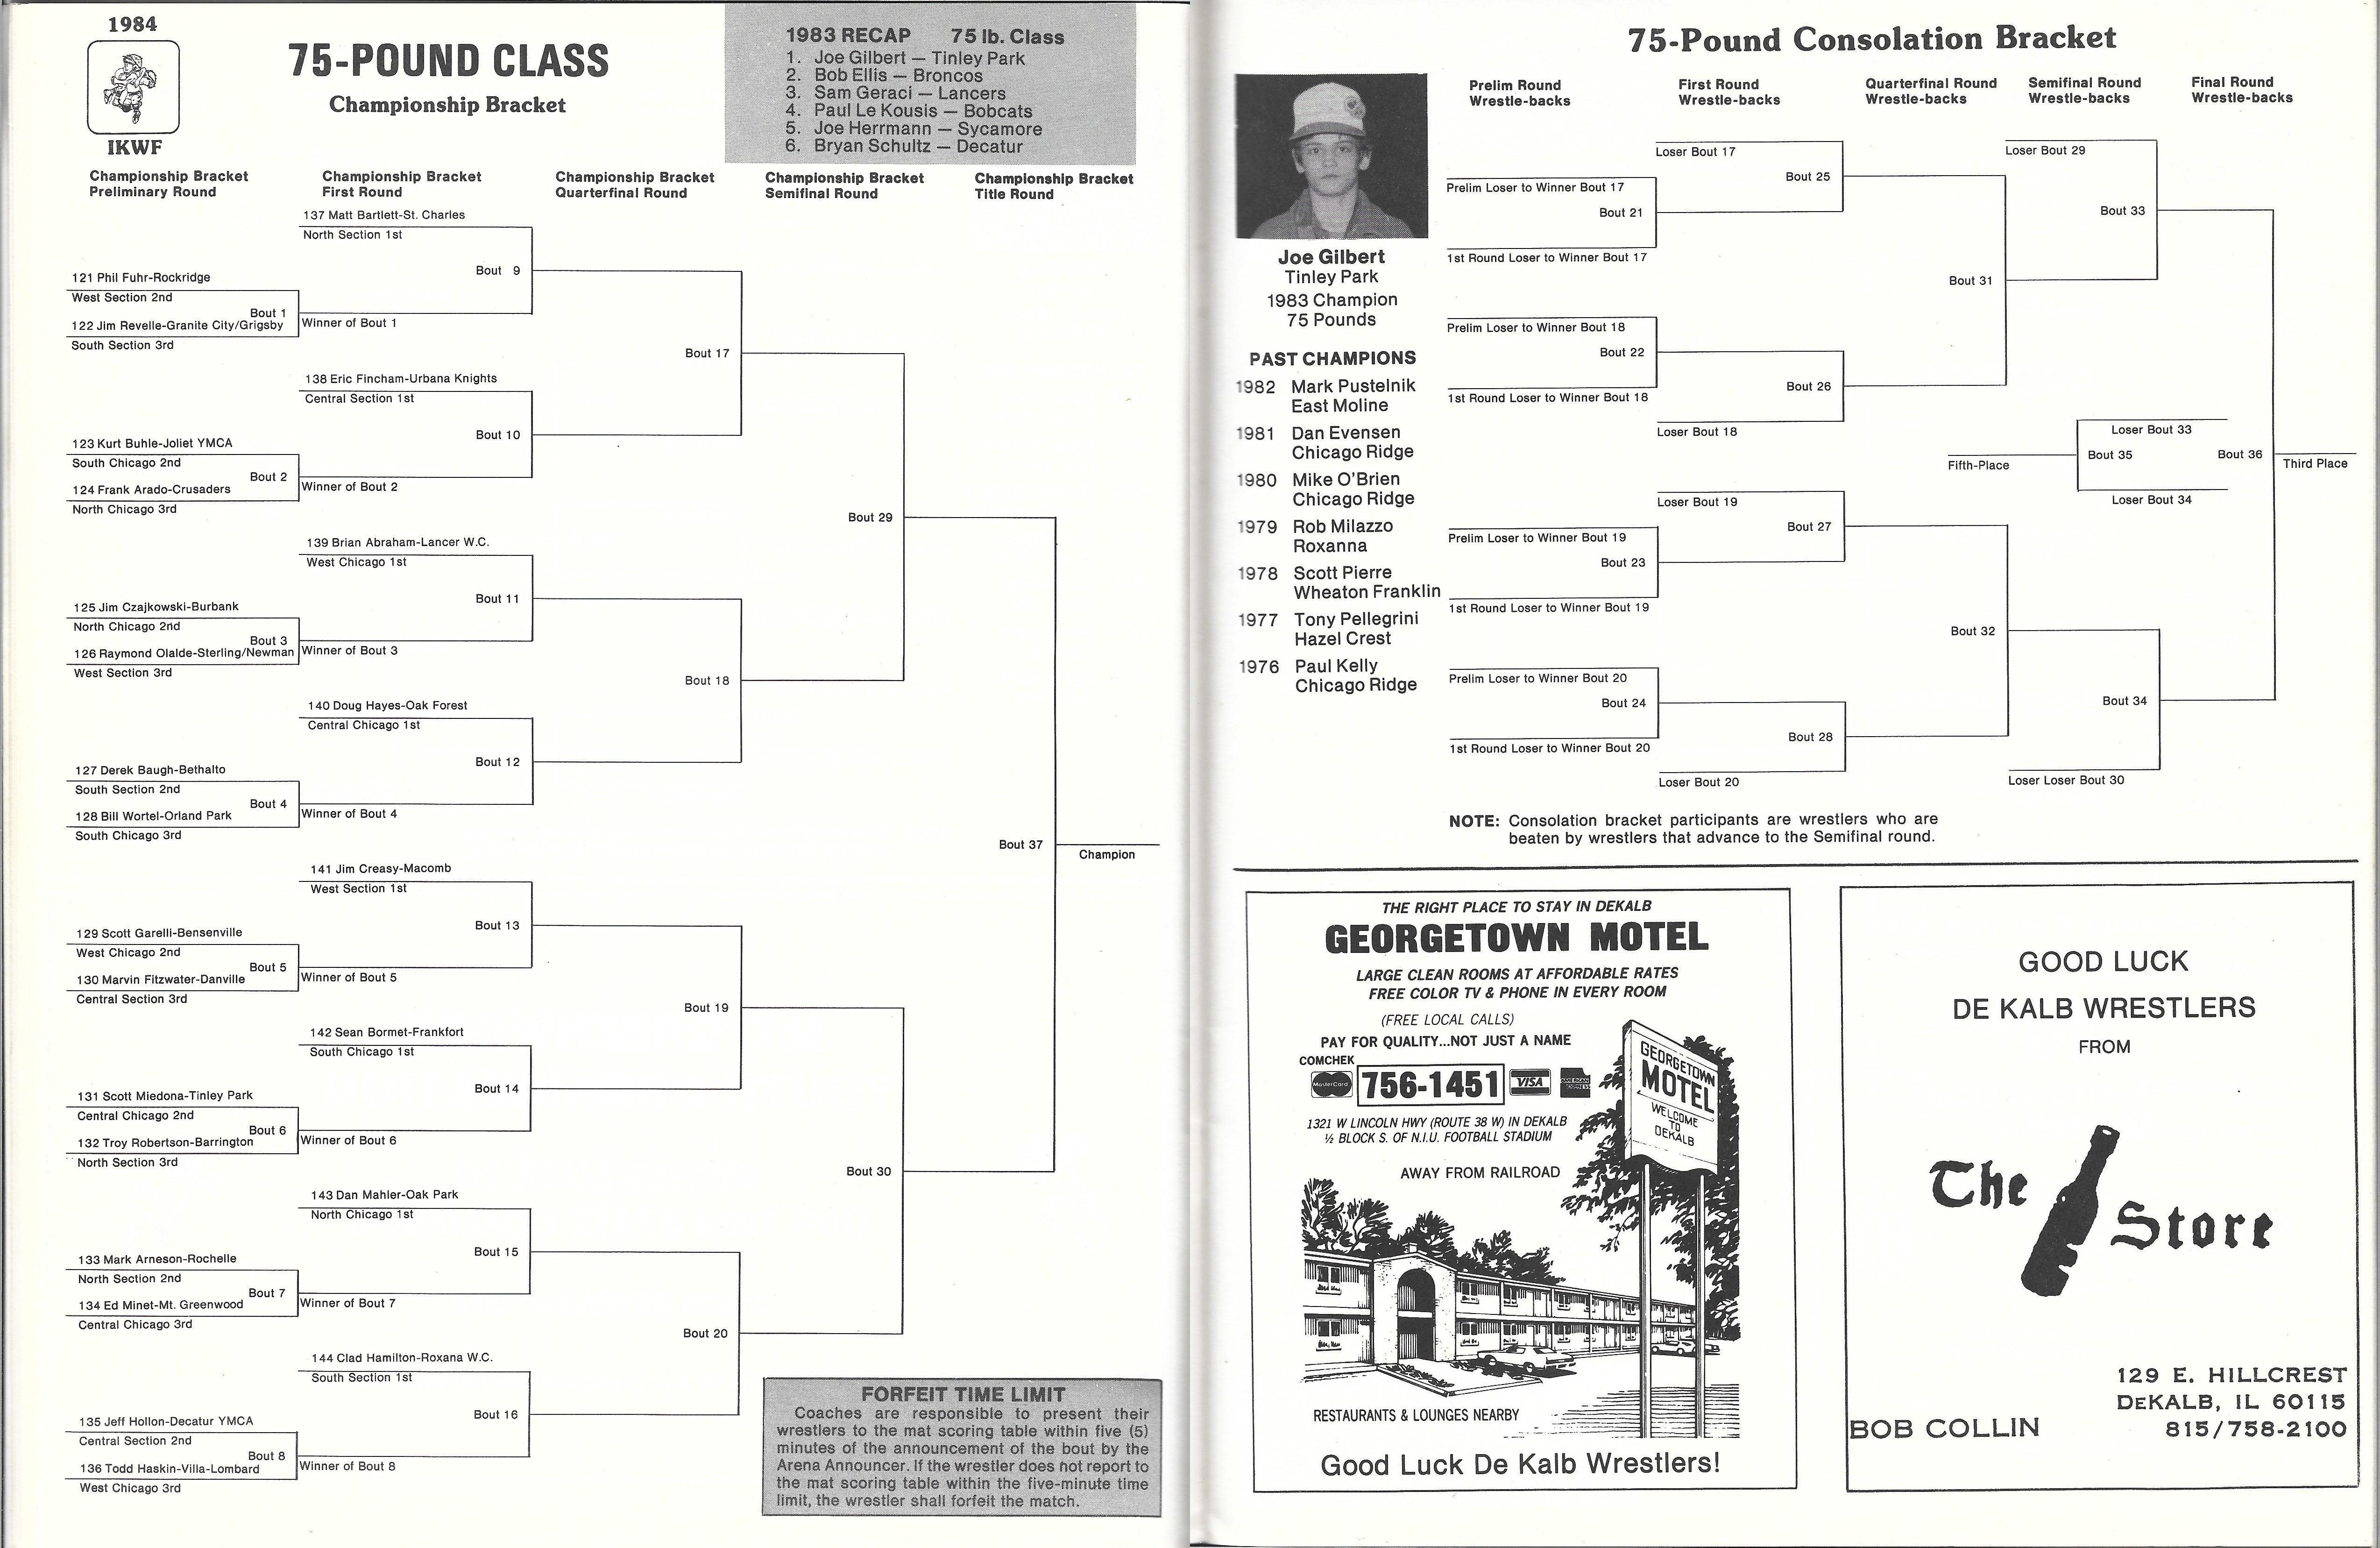 1984
IKWF
75-POUND CLASS
Championship Bracket
1983 RECAP 75 lb. Class
1. Joe Gilbert — Tinley Park
2. Bob Ellis — Broncos
3. Sam Geraci — Lancers
4. Paul Le Kousis — Bobcats
5. Joe Herrmann — Sycamore
6. Bryan Schultz — Decatur
Championship Bracket
Preliminary Round
Championship Bracket
First Round
Championship Bracket
Quarterfinal Round
Championship Bracket
Semifinal Round
Championship Bracket
Title Round
137 Matt Bartlett-St. Charles
North Section 1st
Bout 9
121 Phil Fuhr-Rockridge
West Section 2nd
Bout 1
122 Jim Revelle-Granite City/Grigsby
South Section 3rd
Winner of Bout 1
Bout 17
138 Eric Fincham-Urbana Knights
Central Section 1st
Bout 10
123 Kurt Buhle-Joliet YMCA
South Chicago 2nd
Bout 2
124 Frank Arado-Crusaders
North Chicago 3rd
Winner of Bout 2
Bout 29
139 Brian Abraham-Lancer W.C.
West Chicago 1st
Bout 11
125 Jim Czajkowski-Burbank
North Chicago 2nd
Bout 3
126 Raymond Olalde-Sterling/Newman
West Section 3rd
Winner of Bout 3
Bout 18
140 Doug Hayes-Oak Forest
Central Chicago 1st
Bout 12
127 Derek Baugh-Bethalto
South Section 2nd
Bout 4
128 Bill Wortel-Orland Park
South Chicago 3rd
Winner of Bout 4
Bout 37
Champion
141 Jim Creasy-Macomb
West Section 1st
Bout 13
129 Scott Garelli-Bensenville
West Chicago 2nd
Bout 5
130 Marvin Fitzwater-Danville
Central Section 3rd
Winner of Bout 5
Bout 19
142 Sean Bormet-Frankfort
South Chicago 1st
Bout 14
131 Scott Miedona-Tinley Park
Central Chicago 2nd
Bout 6
132 Troy Robertson-Barrington
North Section 3rd
Winner of Bout 6
Bout 30
143 Dan Mahler-Oak Park
North Chicago 1st
Bout 15
133 Mark Arneson-Rochelle
North Section 2nd
Bout 7
134 Ed Minet-Mt. Greenwood
Central Chicago 3rd
Winner of Bout 7
Bout 20
144 Clad Hamilton-Roxana W.C.
South Section 1st
Bout 16
135 Jeff Hollon-Decatur YMCA
Central Section 2nd
Bout 8
136 Todd Haskin-Villa-Lombard
West Chicago 3rd
Winner of Bout 8
FORFEIT TIME LIMIT
Coaches are responsible to present their
wrestlers to the mat scoring table within five (5)
minutes of the announcement of the bout by the
Arena Announcer. If the wrestler does not report to
the mat scoring table within the five-minute time
limit, the wrestler shall forfeit the match.
75-Pound Consolation Bracket
Prelim Round
Wrestle-backs
First Round
Wrestle-backs
Quarterfinal Round
Wrestle-backs
Semifinal Round
Wrestle-backs
Final Round
Wrestle-backs
Joe Gilbert
Tinley Park
1983 Champion
75 Pounds
PAST CHAMPIONS
1982 Mark Pustelnik
East Moline
1981 Dan Evensen
Chicago Ridge
1980 Mike O'Brien
Chicago Ridge
1979 Rob Milazzo
Roxanna
1978 Scott Pierre
Wheaton Franklin
1977 Tony Pellegrini
Hazel Crest
1976 Paul Kelly
Chicago Ridge
Loser Bout 17
Bout 25
Prelim Loser to Winner Bout 17
Bout 21
1st Round Loser to Winner Bout 17
Loser Bout 29
Bout 33
Bout 31
Prelim Loser to Winner Bout 18
Bout 22
1st Round Loser to Winner Bout 18
Bout 26
Loser Bout 18
Loser Bout 33
Fifth-Place
Bout 35
Bout 36
Third Place
Loser Bout 34
Loser Bout 19
Bout 27
Prelim Loser to Winner Bout 19
Bout 23
1st Round Loser to Winner Bout 19
Bout 32
Prelim Loser to Winner Bout 20
Bout 24
1st Round Loser to Winner Bout 20
Bout 28
Loser Bout 20
Bout 34
Loser Loser Bout 30
NOTE: Consolation bracket participants are wrestlers who are
beaten by wrestlers that advance to the Semifinal round.
THE RIGHT PLACE TO STAY IN DEKALB
GEORGETOWN MOTEL
LARGE CLEAN ROOMS AT AFFORDABLE RATES
FREE COLOR TV & PHONE IN EVERY ROOM
(FREE LOCAL CALLS)
PAY FOR QUALITY...NOT JUST A NAME
COMCHEK
MasterCard
756-1451
VISA
AMERICAN EXPRESS
1321 W LINCOLN HWY (ROUTE 38 W) IN DEKALB
½ BLOCK S. OF N.I.U. FOOTBALL STADIUM
AWAY FROM RAILROAD
GEORGETOWN
MOTEL
WELCOME
TO
DEKALB
RESTAURANTS & LOUNGES NEARBY
Good Luck De Kalb Wrestlers!
GOOD LUCK
DE KALB WRESTLERS
FROM
The Store
129 E. HILLCREST
DEKALB, IL 60115
BOB COLLIN
815/758-2100